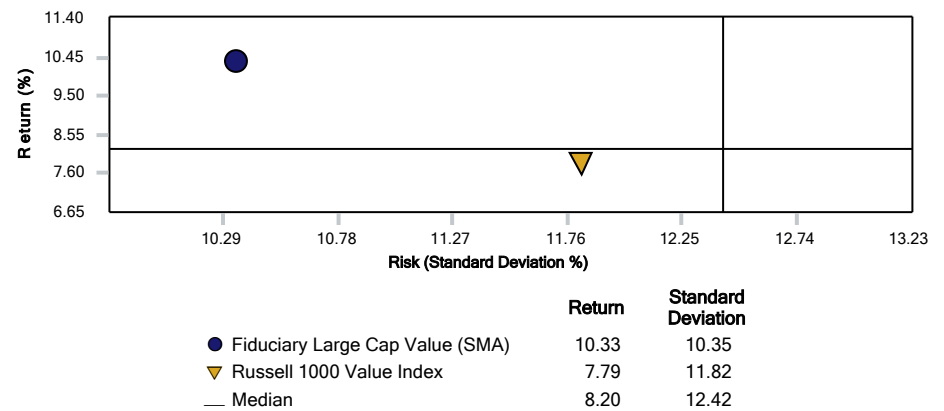 11.40
10.45
9.50
8.55
7.60
6.65
Return (%)
10.29 10.78 11.27 11.76 12.25 12.74 13.23
Risk (Standard Deviation %)
Return Standard Deviation
Fiduciary Large Cap Value (SMA) 10.33 10.35
Russell 1000 Value Index 7.79 11.82
Median 8.20 12.42